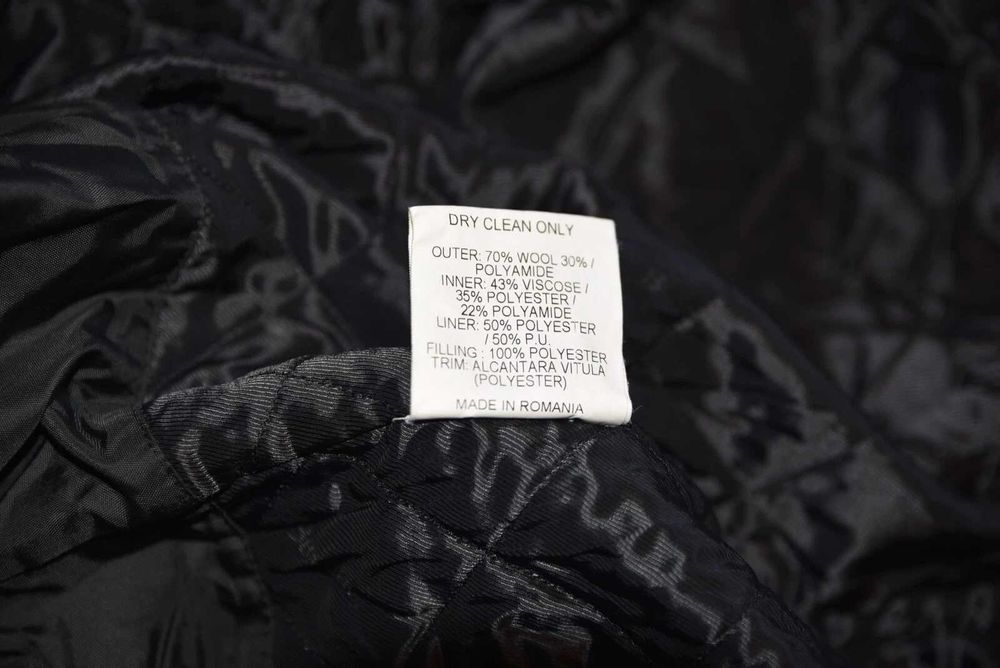 DRY CLEAN ONLY
OUTER: 70% WOOL 30% /
POLYAMIDE
INNER: 43% VISCOSE /
35% POLYESTER /
22% POLYAMIDE
LINER: 50% POLYESTER
/ 50% P.U.
FILLING : 100% POLYESTER
TRIM: ALCANTARA VITULA
(POLYESTER)
MADE IN ROMANIA